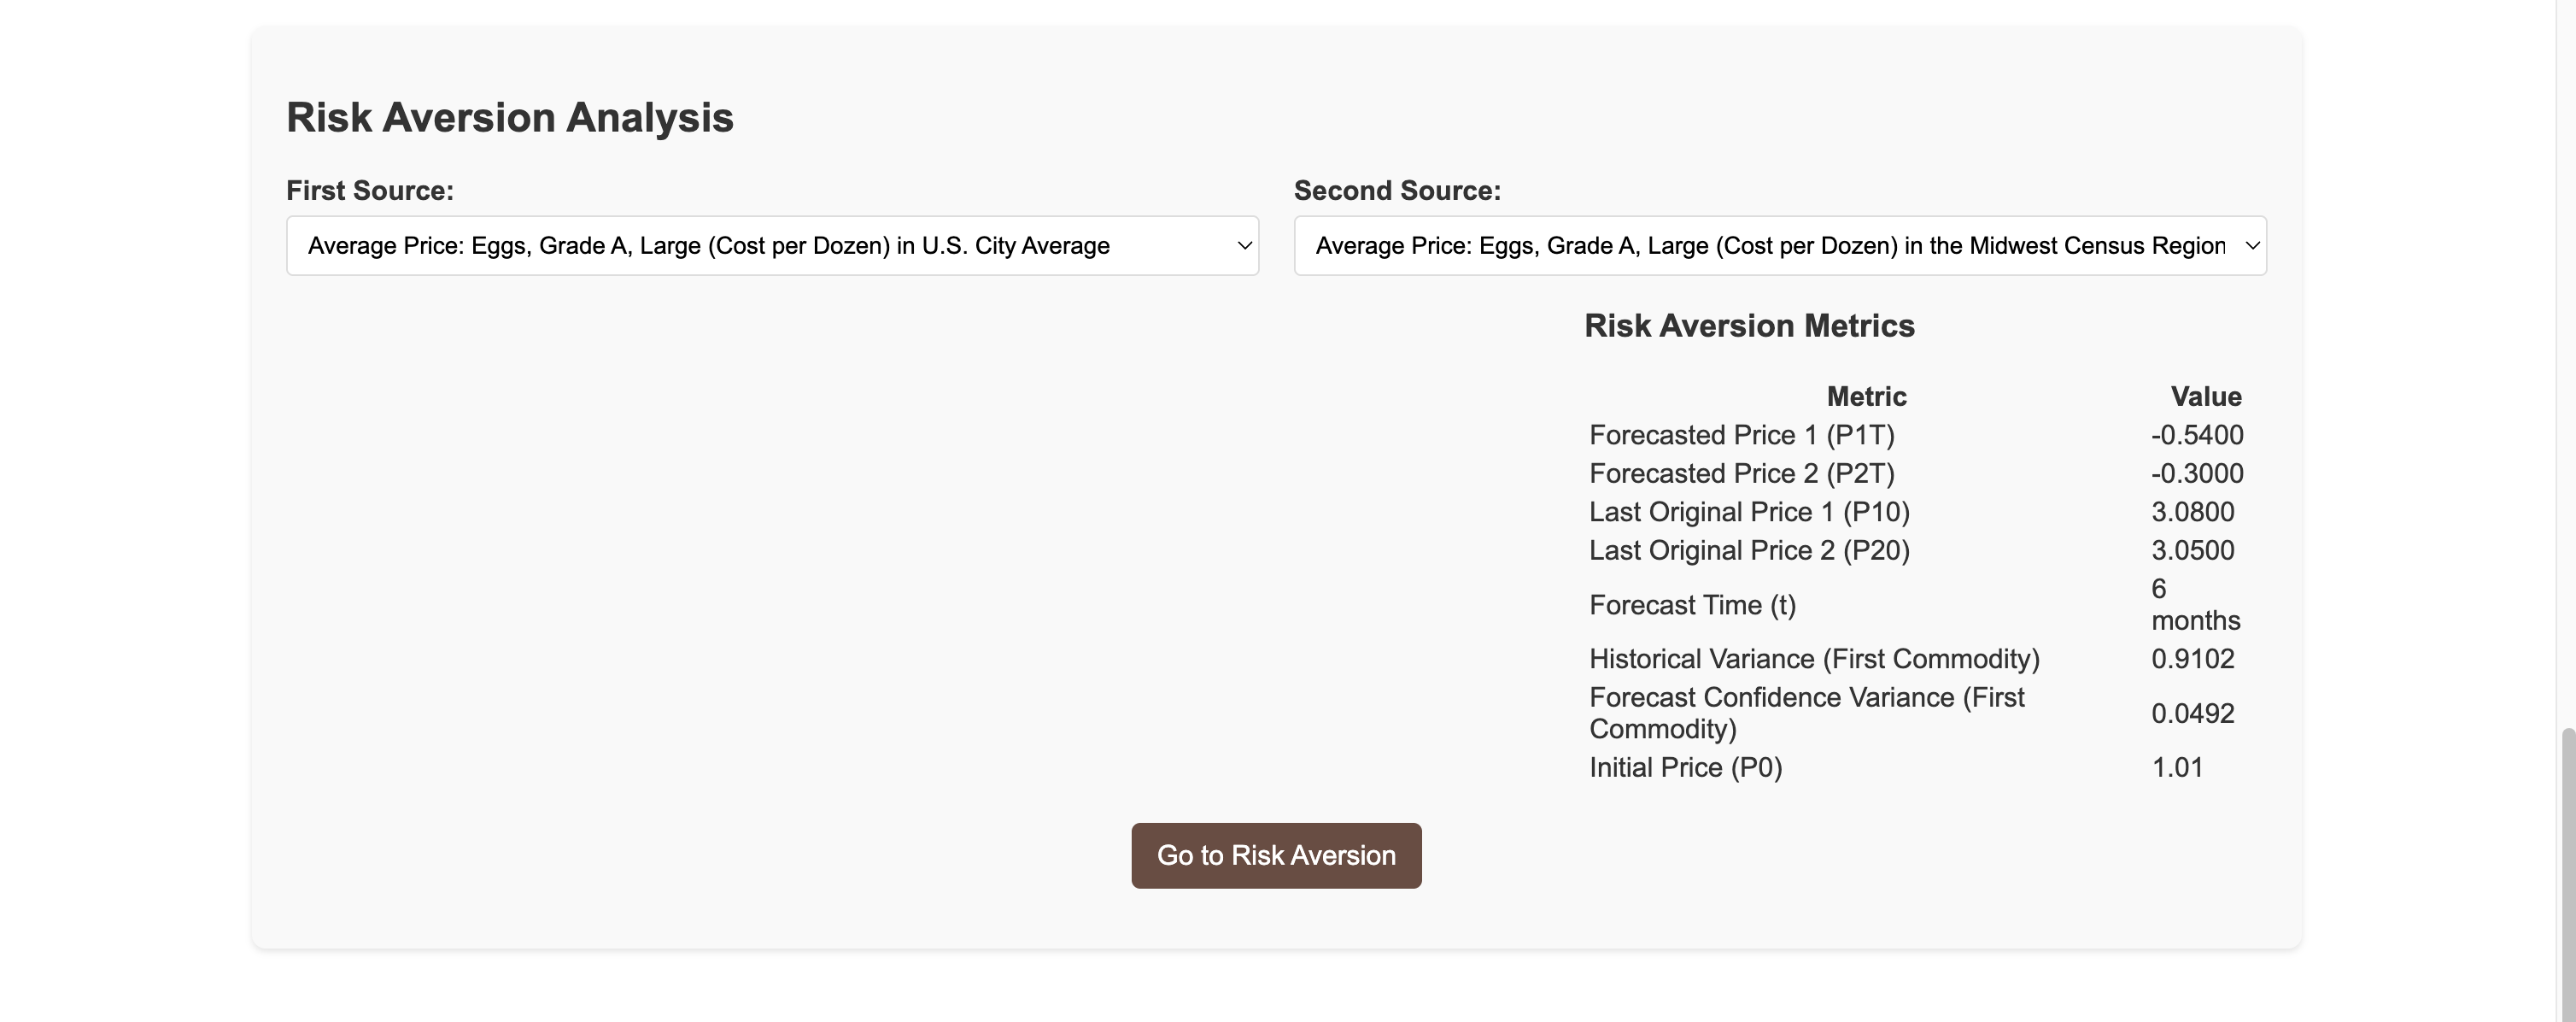 Risk Aversion Analysis
First Source:
Average Price: Eggs, Grade A, Large (Cost per Dozen) in U.S. City Average
Second Source:
Average Price: Eggs, Grade A, Large (Cost per Dozen) in the Midwest Census Region
Risk Aversion Metrics
Metric Value
Forecasted Price 1 (P1T) -0.5400
Forecasted Price 2 (P2T) -0.3000
Last Original Price 1 (P10) 3.0800
Last Original Price 2 (P20) 3.0500
Forecast Time (t) 6
months
Historical Variance (First Commodity) 0.9102
Forecast Confidence Variance (First
Commodity) 0.0492
Initial Price (P0) 1.01
Go to Risk Aversion